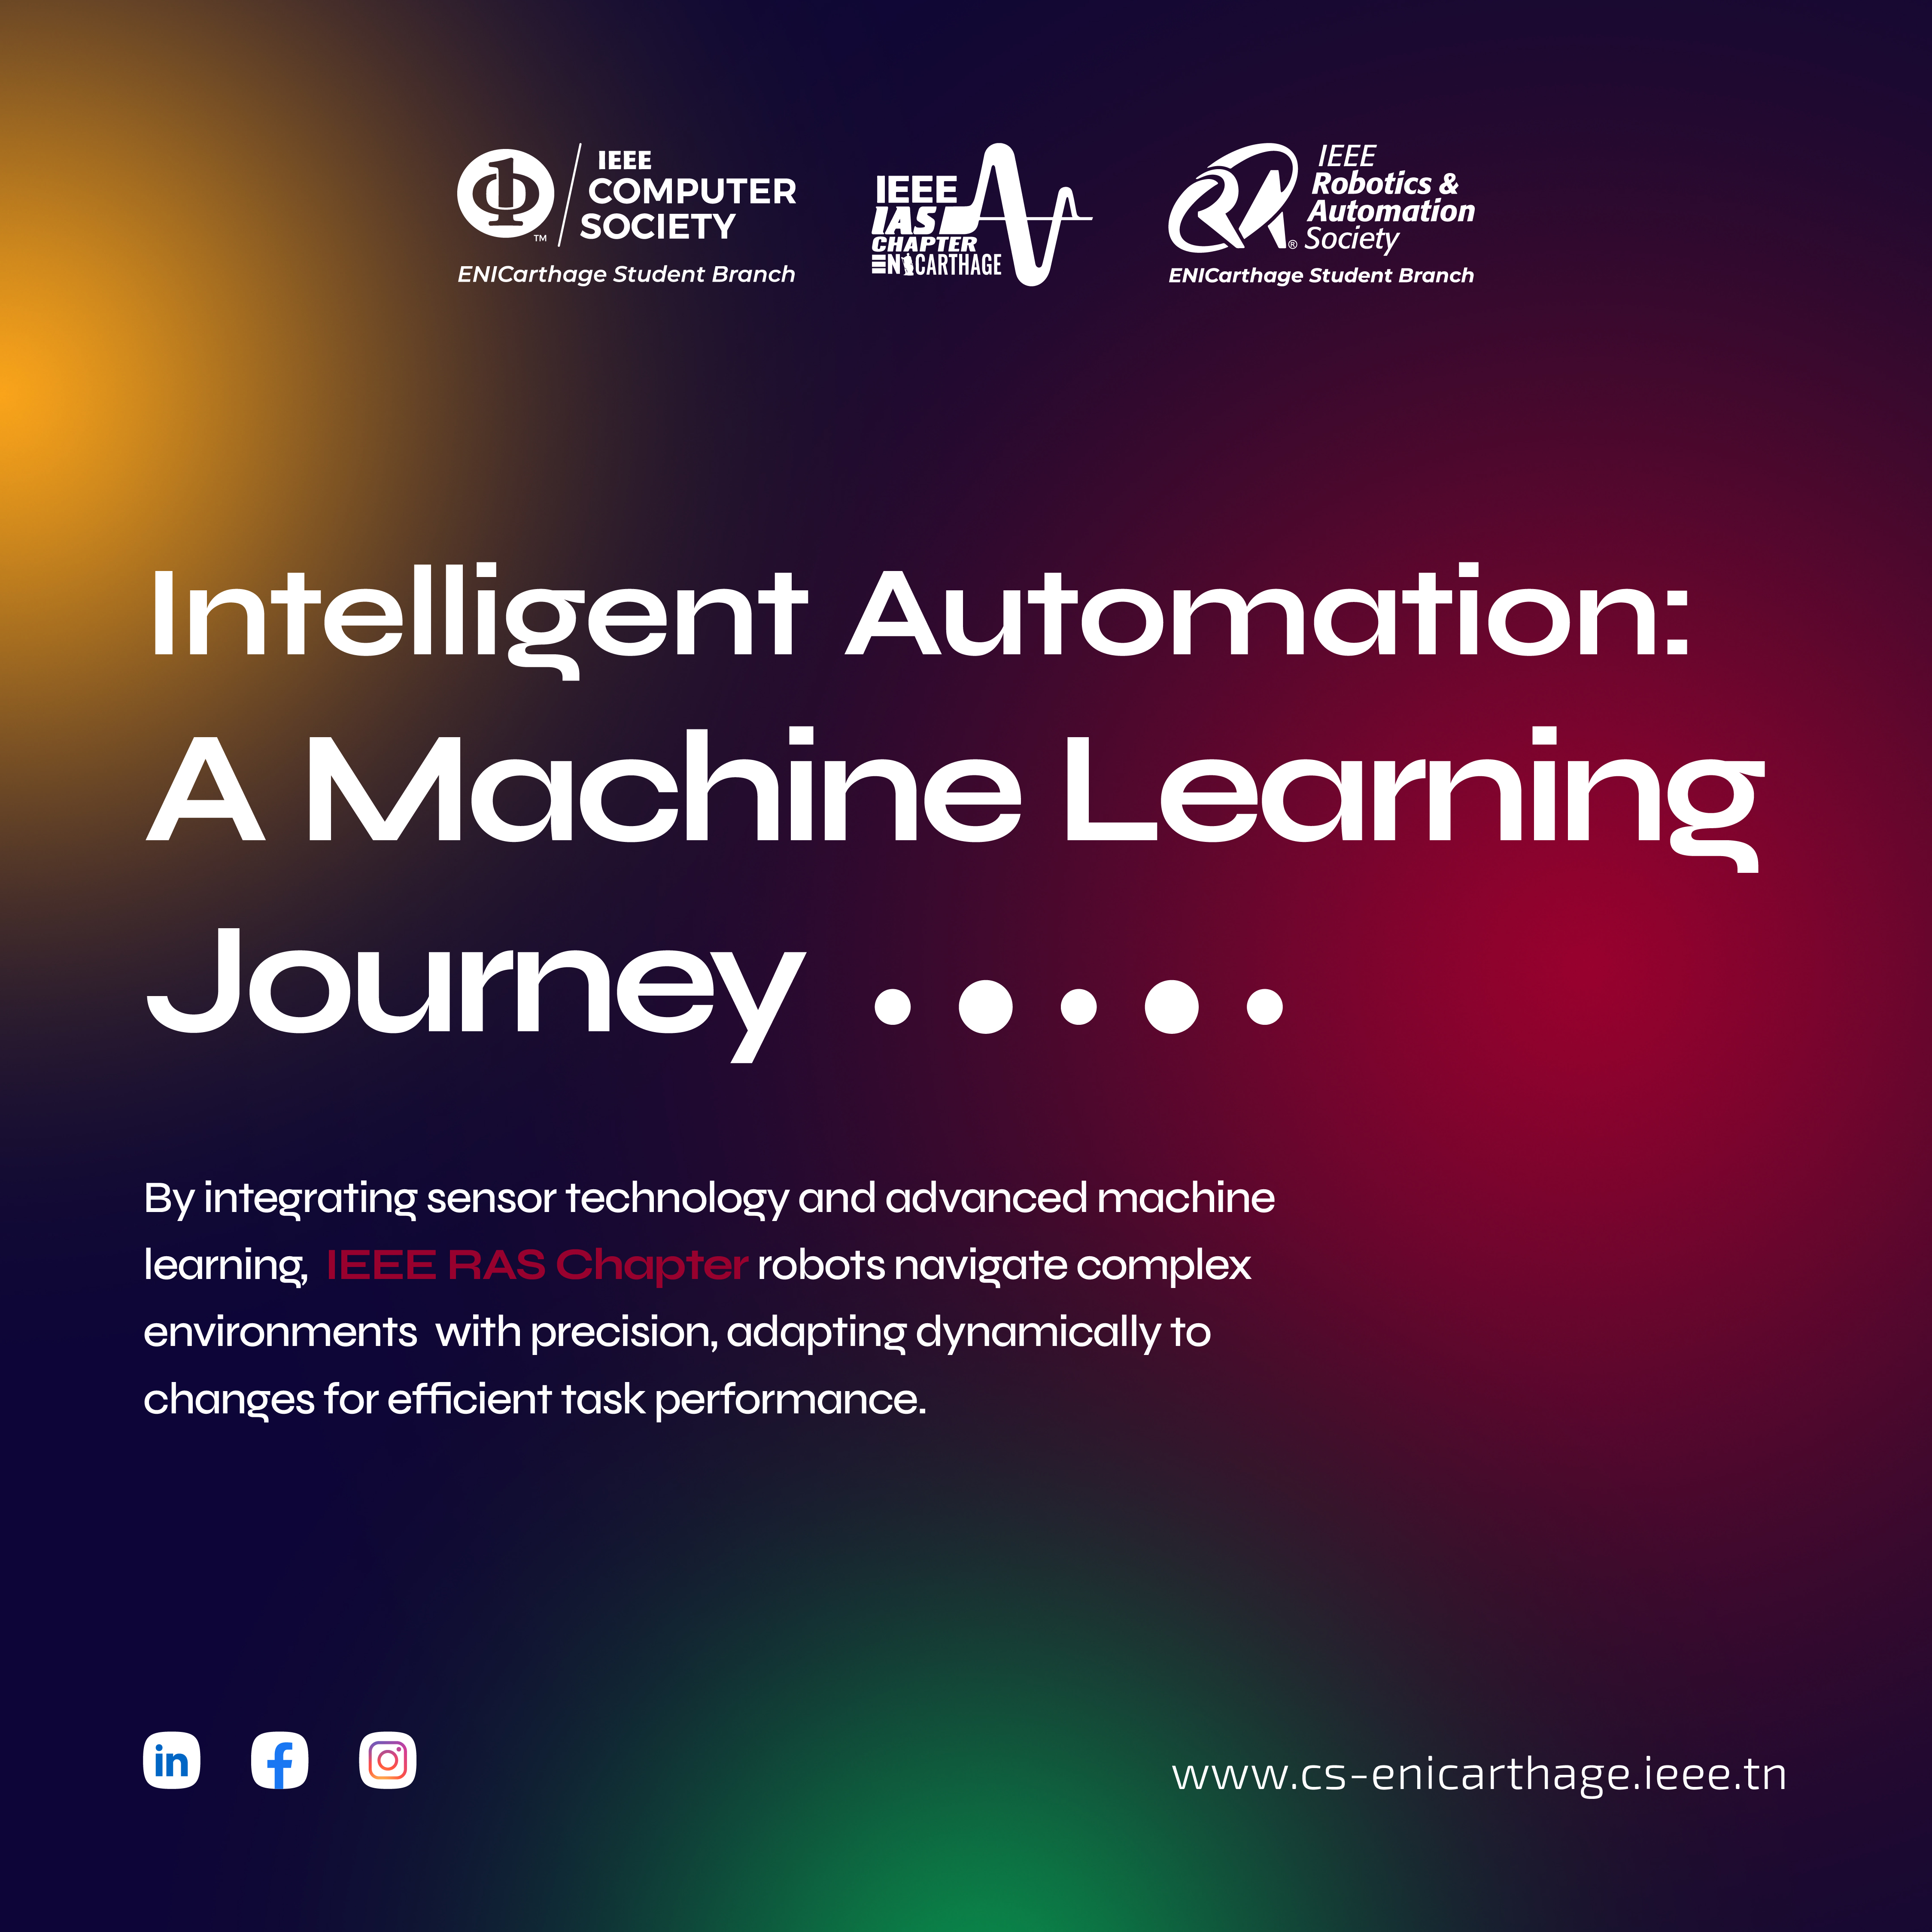 IEEE
COMPUTER
SOCIETY
TM
ENICarthage Student Branch
IEEE
IAS
CHAPTER
ENICARTHAGE
IEEE
Robotics &
Automation
Society
®
ENICarthage Student Branch
Intelligent Automation:
A Machine Learning
Journey • • • • •
By integrating sensor technology and advanced machine
learning, IEEE RAS Chapter robots navigate complex
environments with precision, adapting dynamically to
changes for efficient task performance.
in
www.cs-enicarthage.ieee.tn